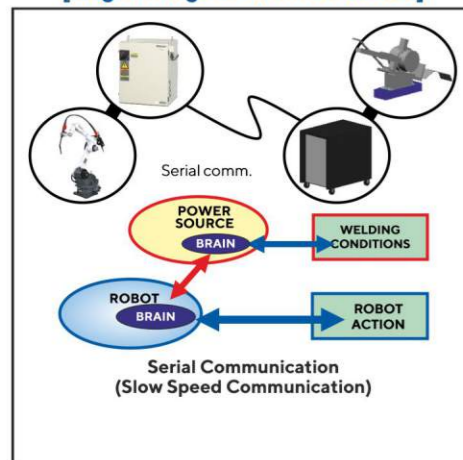 Serial comm.
POWER
SOURCE
BRAIN
WELDING
CONDITIONS
ROBOT
BRAIN
ROBOT
ACTION
Serial Communication
(Slow Speed Communication)